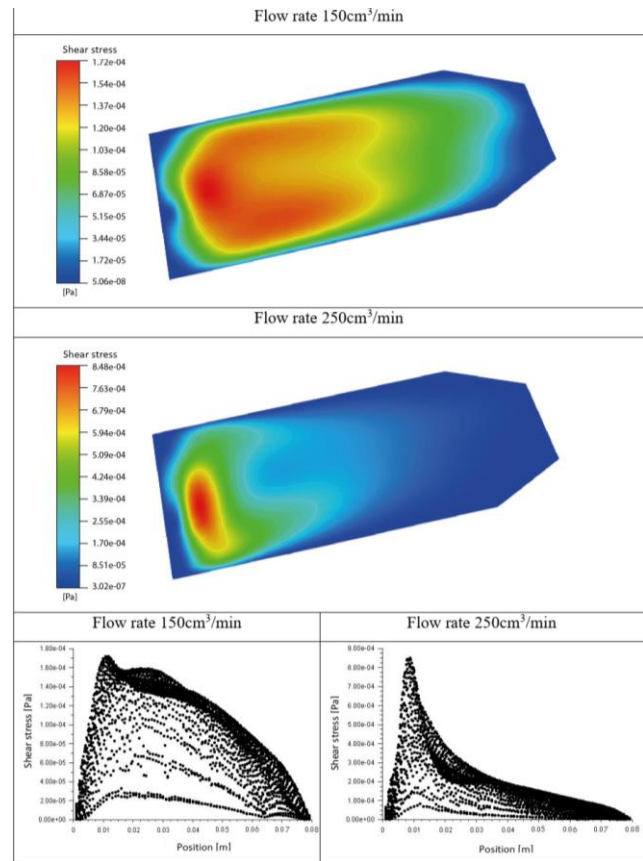 Flow rate 150cm³/min
Shear stress
1.72e-04
1.54e-04
1.37e-04
1.20e-04
1.03e-04
8.58e-05
6.87e-05
5.15e-05
3.44e-05
1.72e-05
5.06e-08
[Pa]
Flow rate 250cm³/min
Shear stress
8.48e-04
7.63e-04
6.79e-04
5.94e-04
5.09e-04
4.24e-04
3.39e-04
2.55e-04
1.70e-04
8.51e-05
3.02e-07
[Pa]
Flow rate 150cm³/min
Flow rate 250cm³/min
1.80e-04
1.60e-04
1.40e-04
1.20e-04
1.00e-04
8.00e-05
6.00e-05
4.00e-05
2.00e-05
0.00e+00
Shear stress [Pa]
0 0.01 0.02 0.03 0.04 0.05 0.06 0.07 0.08
Position [m]
9.00e-04
8.00e-04
7.00e-04
6.00e-04
5.00e-04
4.00e-04
3.00e-04
2.00e-04
1.00e-04
0.00e+00
Shear stress [Pa]
0 0.01 0.02 0.03 0.04 0.05 0.06 0.07 0.08
Position [m]